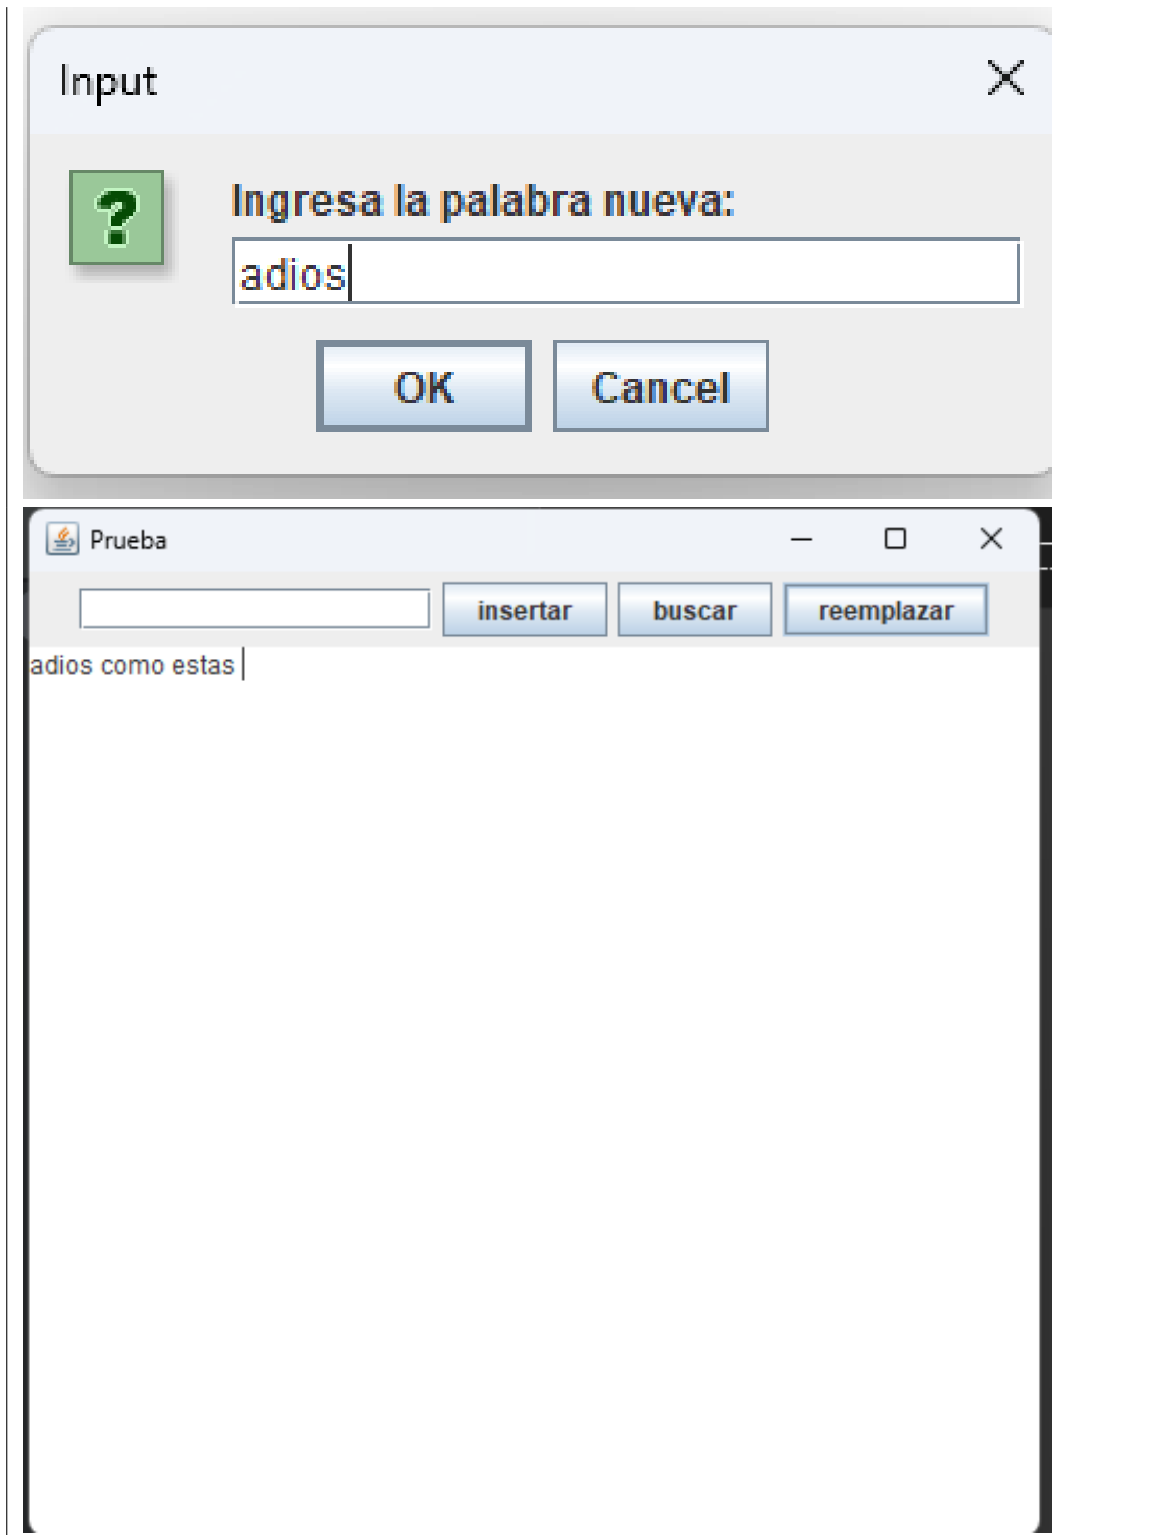 Input
Ingresa la palabra nueva:
adios
OK Cancel
Prueba
insertar buscar reemplazar
adios como estas